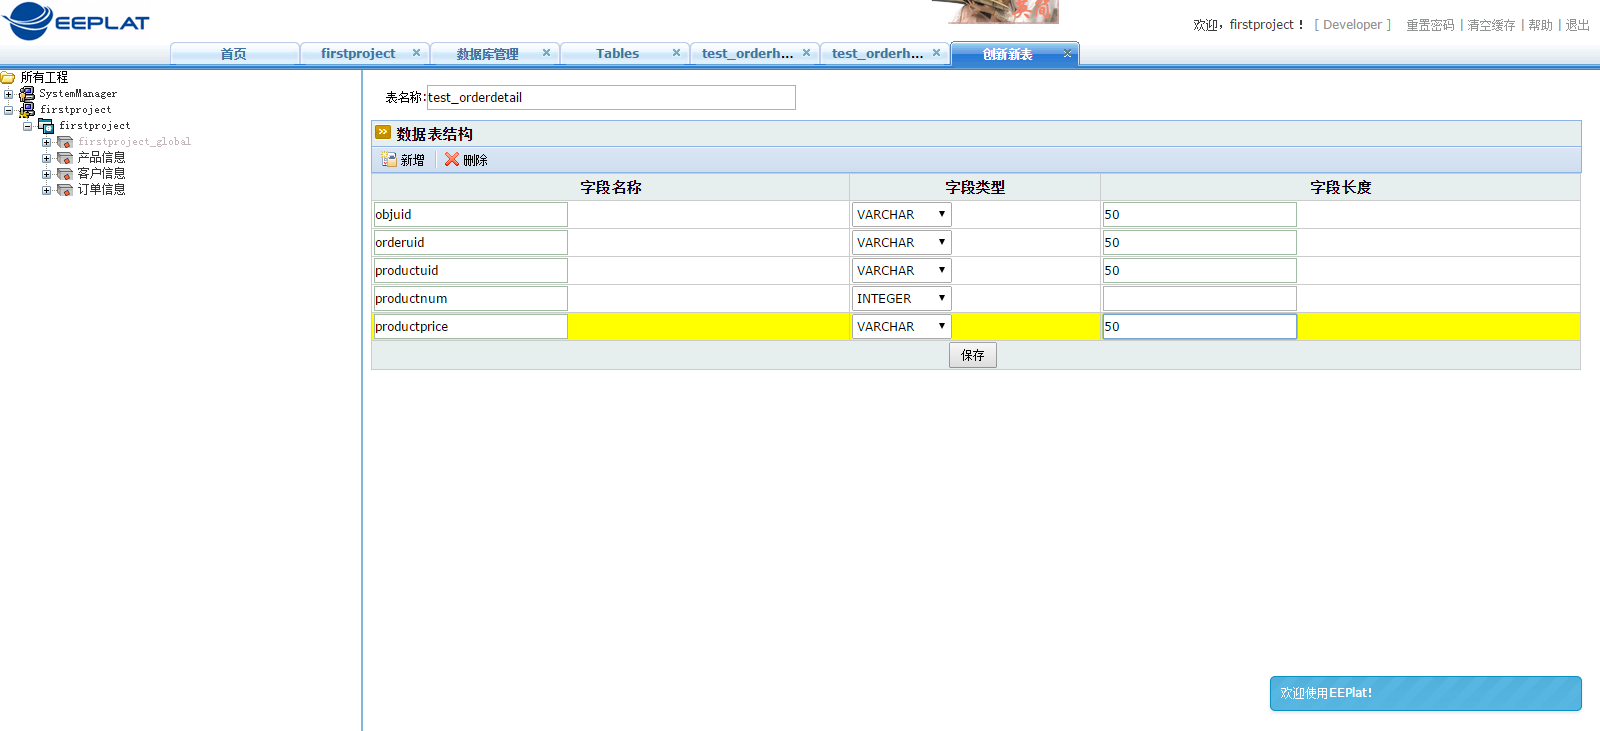 EEPLAT
欢迎，firstproject！ [ Developer ] 重置密码 | 清空缓存 | 帮助 | 退出
首页 firstproject 数据库管理 Tables test_orderh... test_orderh... 创新新表
所有工程
SystemManager
firstproject
firstproject
firstproject_global
产品信息
客户信息
订单信息
表名称:test_orderdetail
数据表结构
新增 删除
字段名称 字段类型 字段长度
objuid VARCHAR 50
orderuid VARCHAR 50
productuid VARCHAR 50
productnum INTEGER
productprice VARCHAR 50
保存
欢迎使用EEPlat!